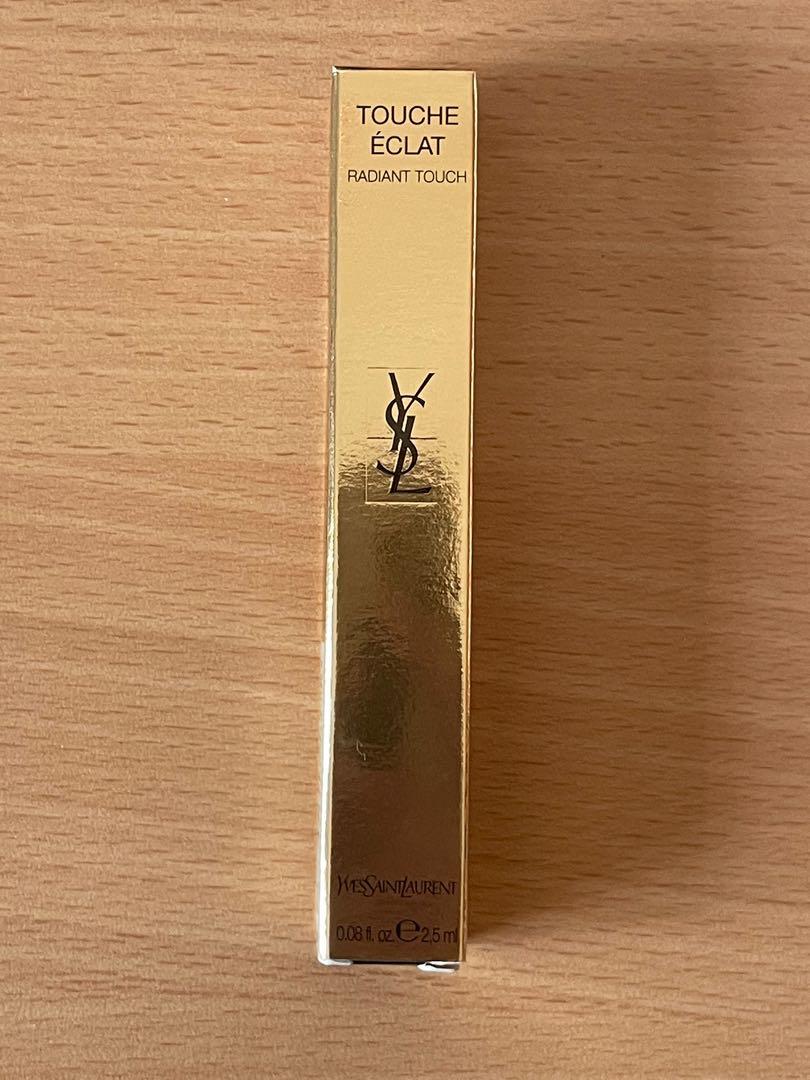 TOUCHE
ÉCLAT
RADIANT TOUCH
YSL
YVESSAINTLAURENT
0.08 fl. oz. ℮ 2,5 ml